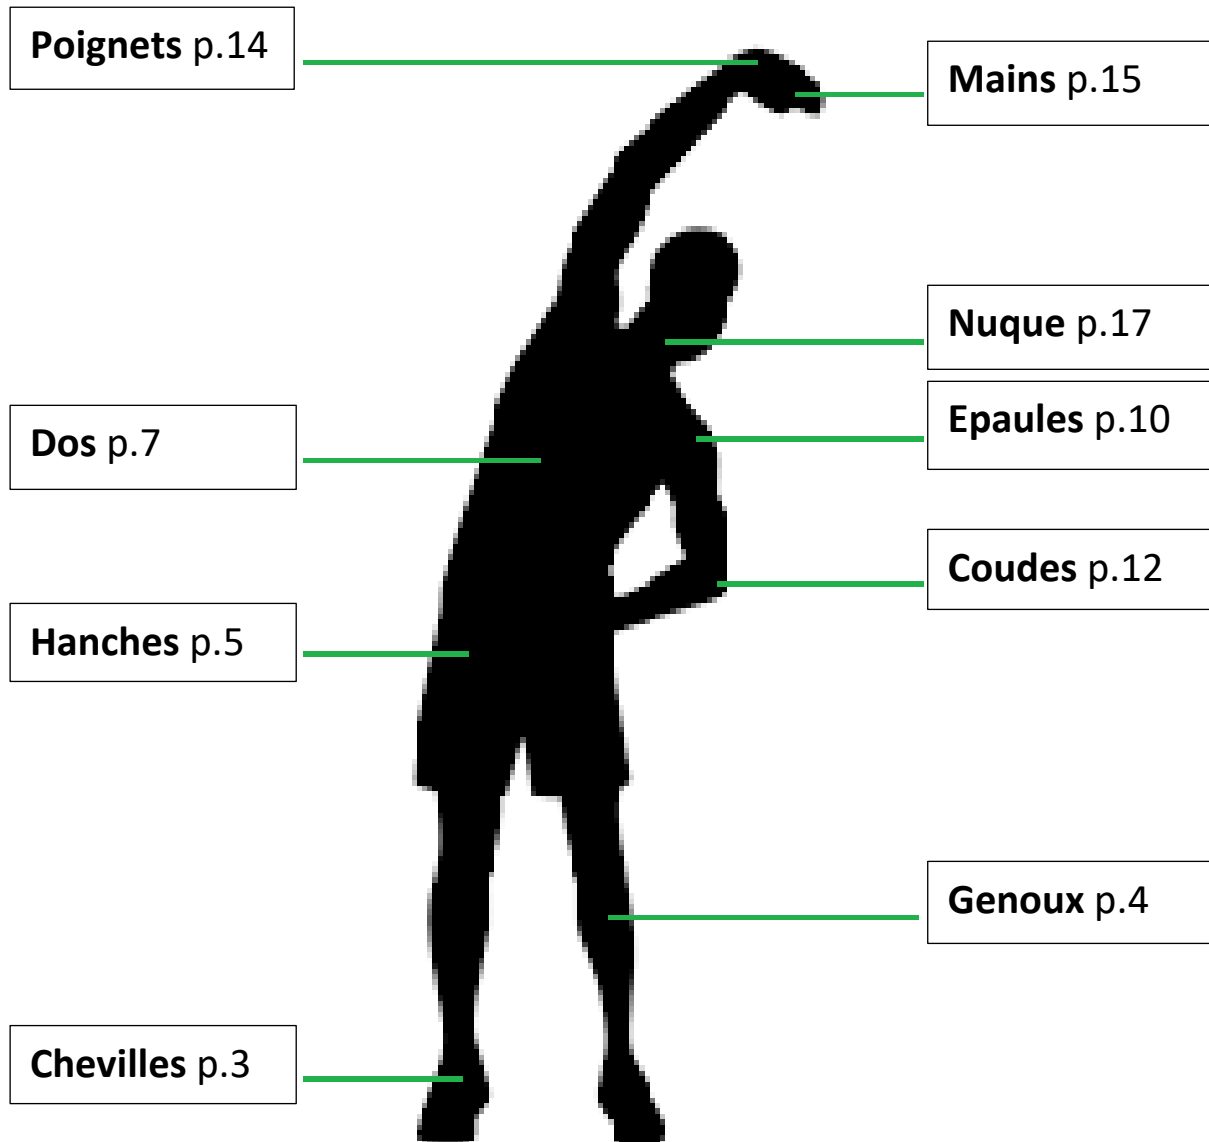 Poignets p.14
Mains p.15
Nuque p.17
Epaules p.10
Dos p.7
Coudes p.12
Hanches p.5
Genoux p.4
Chevilles p.3